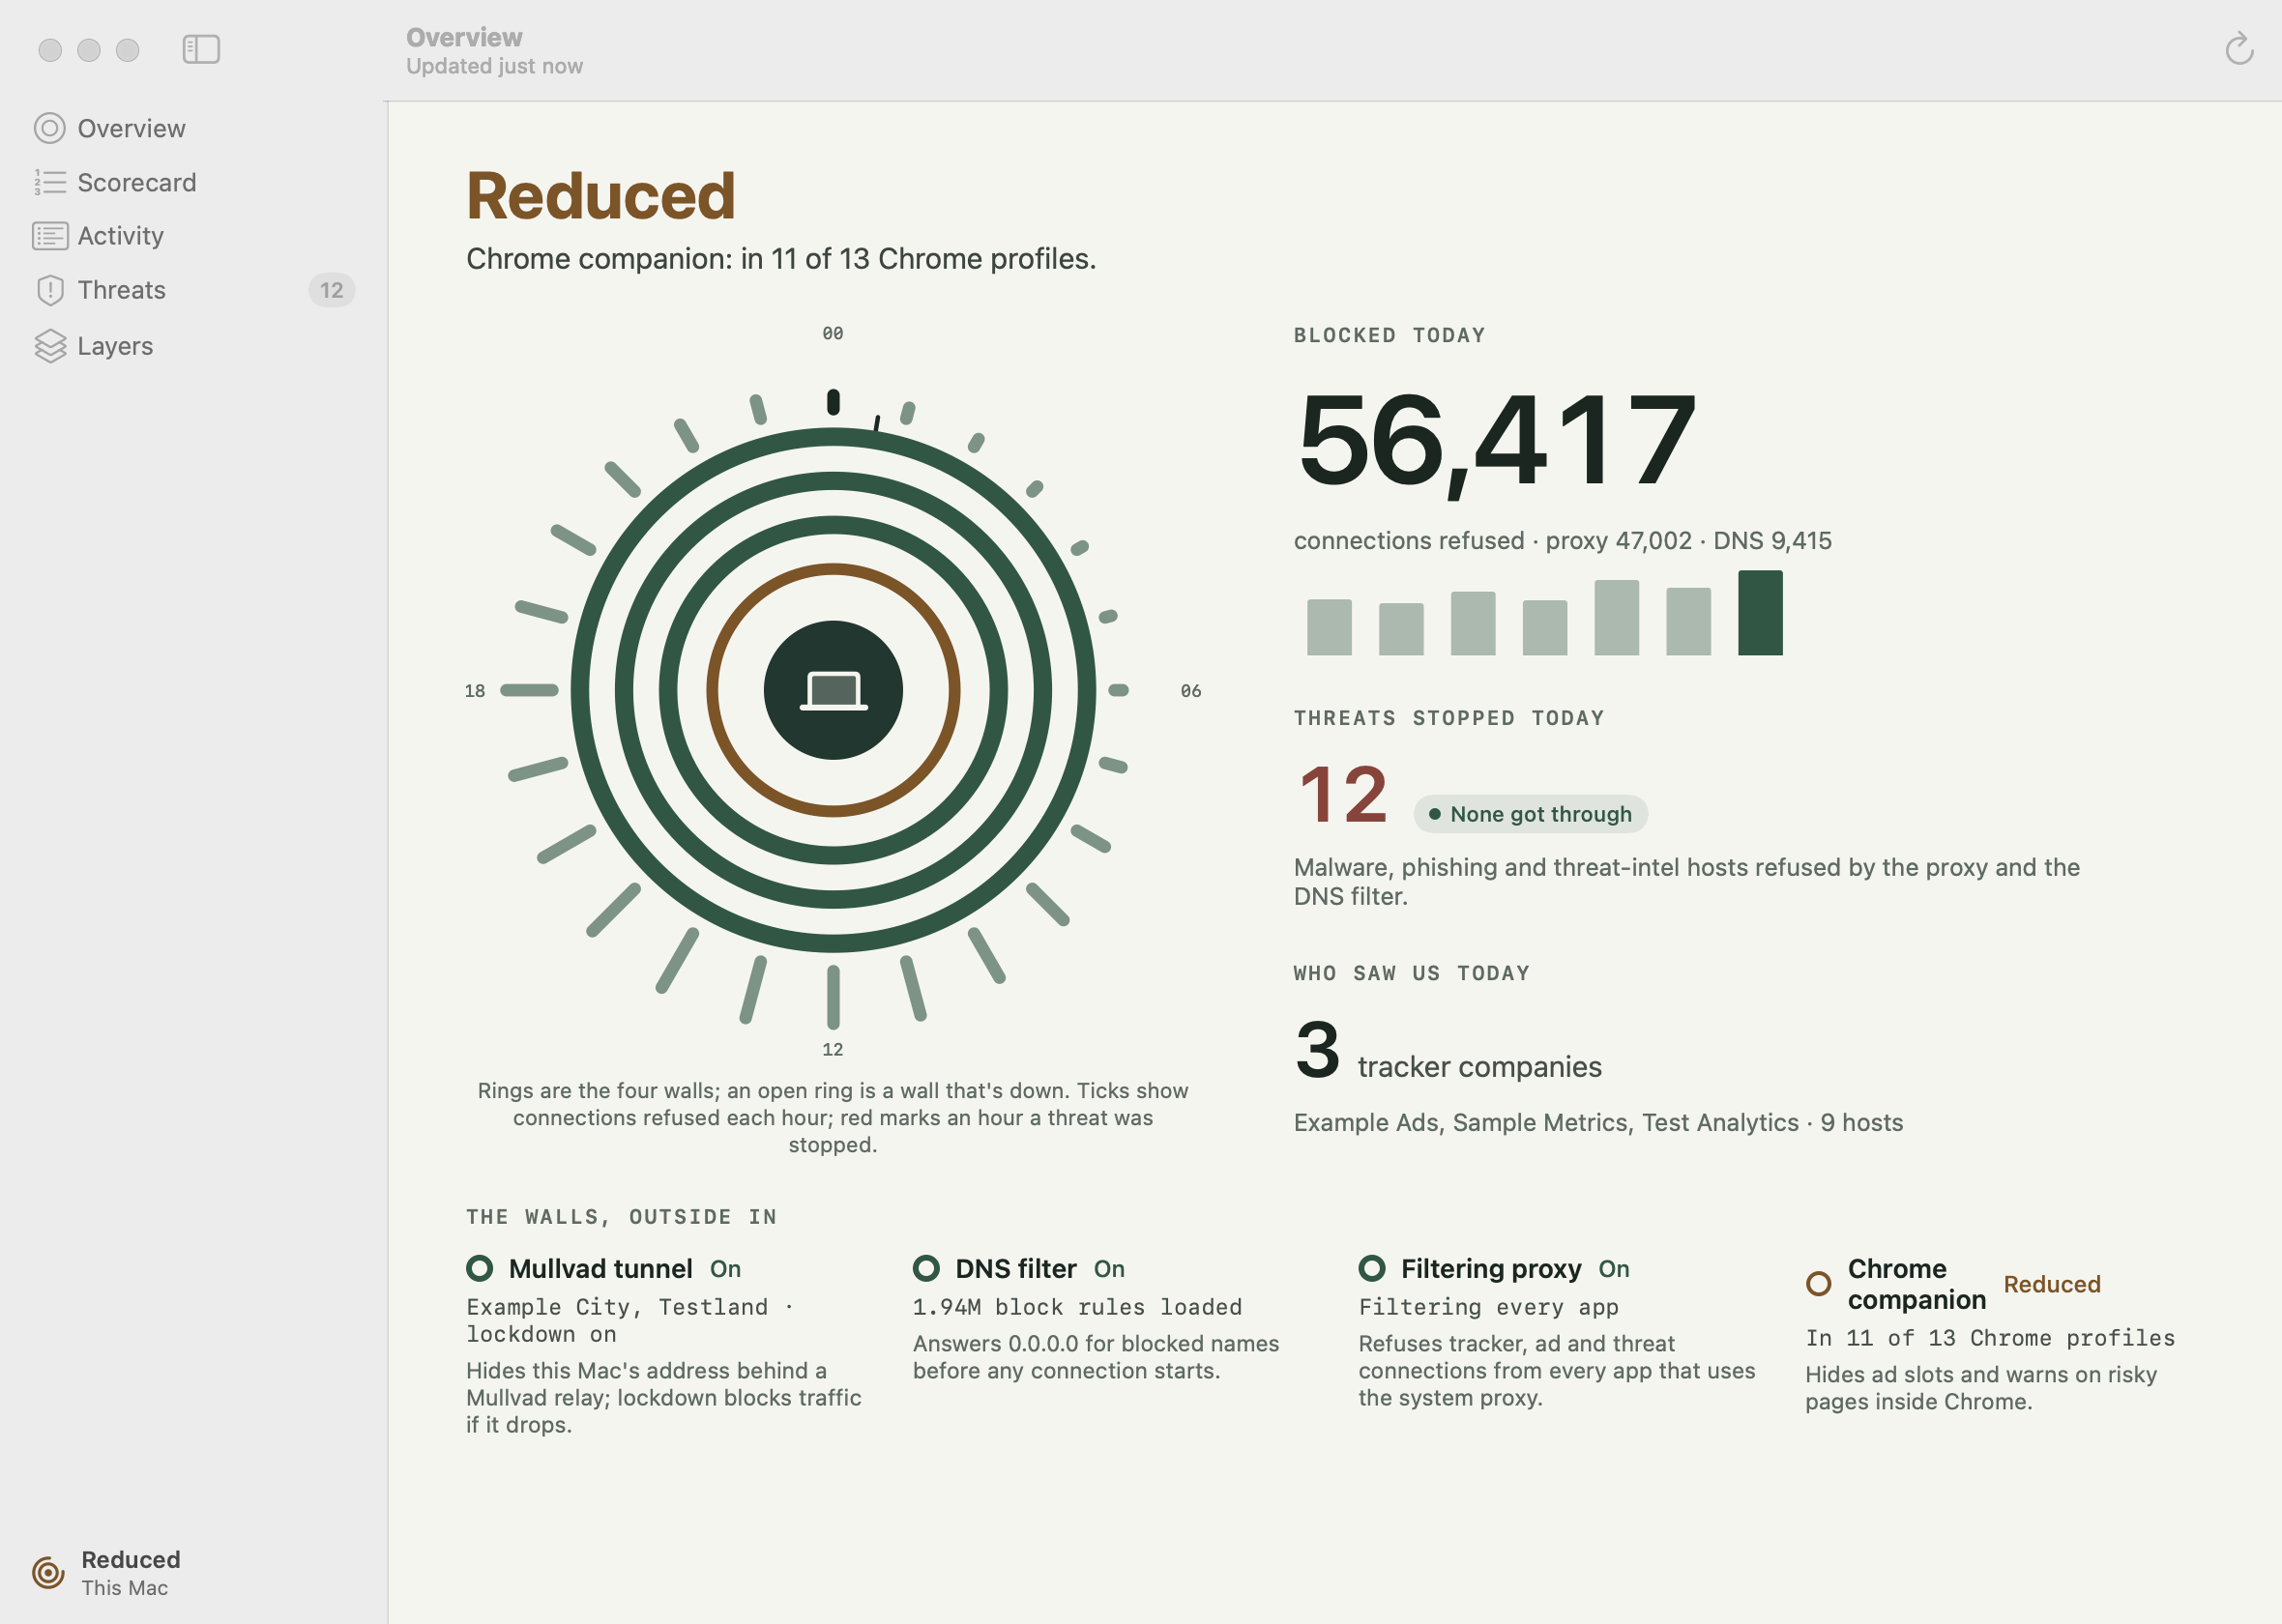 Overview
Updated just now
Overview
Scorecard
Activity
Threats 12
Layers
Reduced
This Mac
Reduced
Chrome companion: in 11 of 13 Chrome profiles.
00
06
12
18
Rings are the four walls; an open ring is a wall that's down. Ticks show
connections refused each hour; red marks an hour a threat was
stopped.
BLOCKED TODAY
56,417
connections refused · proxy 47,002 · DNS 9,415
THREATS STOPPED TODAY
12 None got through
Malware, phishing and threat-intel hosts refused by the proxy and the
DNS filter.
WHO SAW US TODAY
3 tracker companies
Example Ads, Sample Metrics, Test Analytics · 9 hosts
THE WALLS, OUTSIDE IN
Mullvad tunnel On
Example City, Testland ·
lockdown on
Hides this Mac's address behind a
Mullvad relay; lockdown blocks traffic
if it drops.
DNS filter On
1.94M block rules loaded
Answers 0.0.0.0 for blocked names
before any connection starts.
Filtering proxy On
Filtering every app
Refuses tracker, ad and threat
connections from every app that uses
the system proxy.
Chrome
companion Reduced
In 11 of 13 Chrome profiles
Hides ad slots and warns on risky
pages inside Chrome.